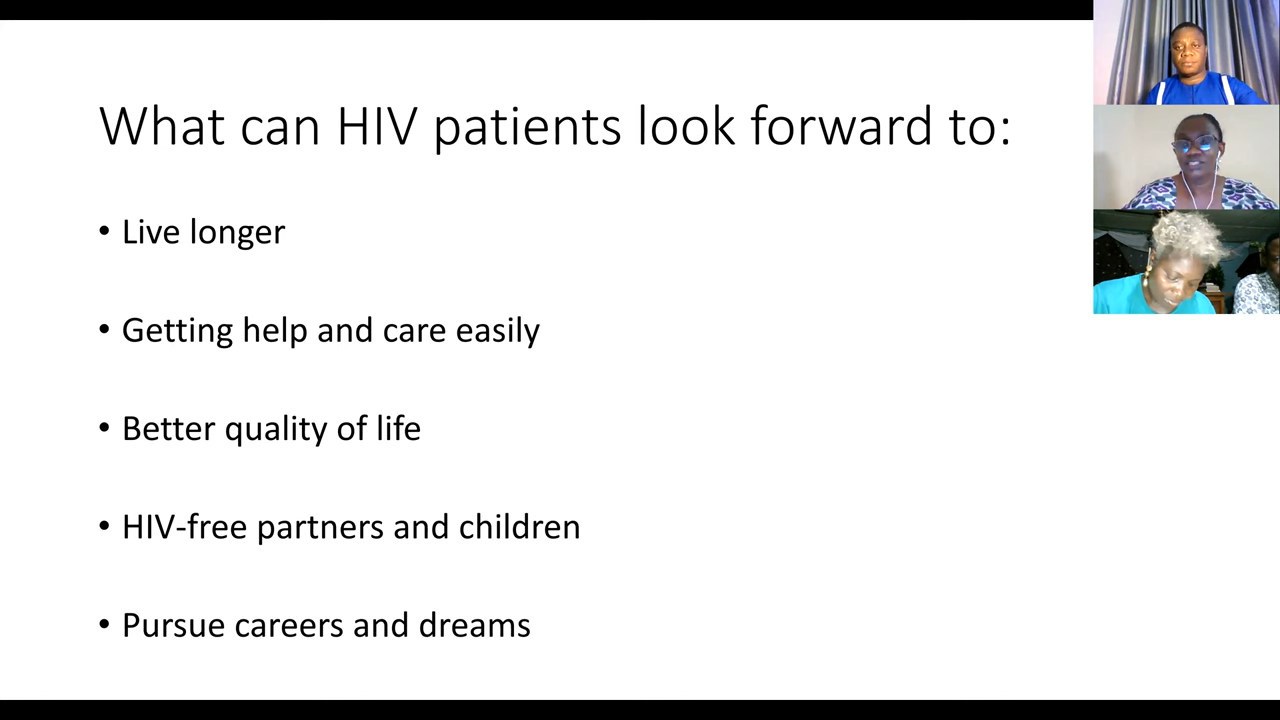 What can HIV patients look forward to:
• Live longer
• Getting help and care easily
• Better quality of life
• HIV-free partners and children
• Pursue careers and dreams